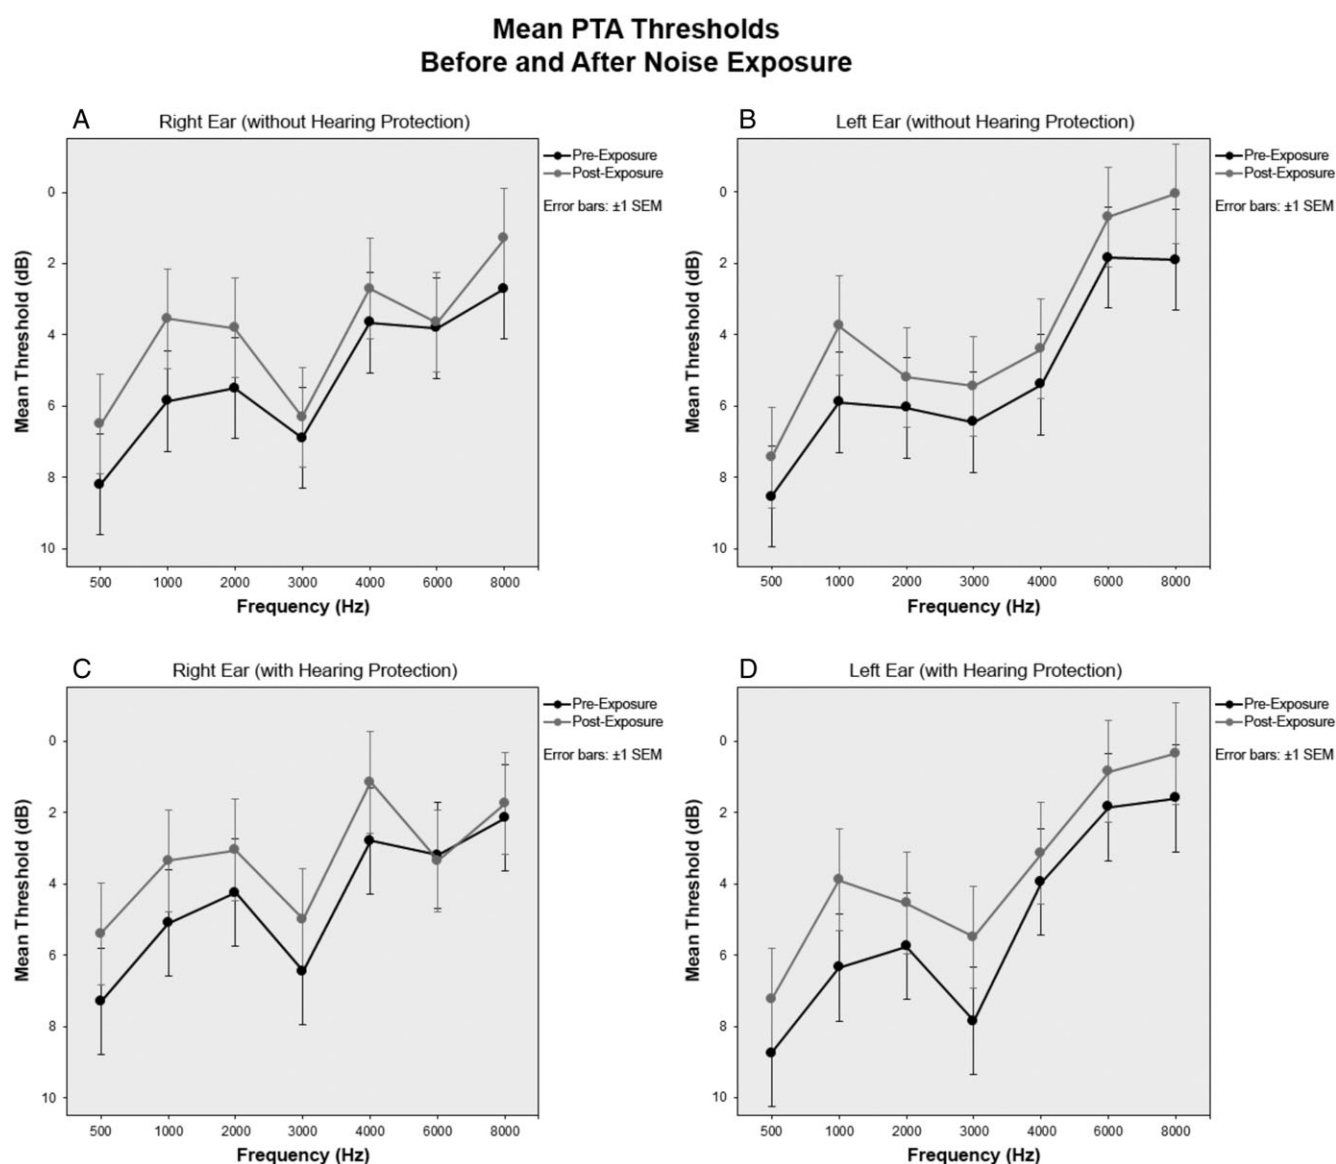 Mean PTA Thresholds
Before and After Noise Exposure
A
Right Ear (without Hearing Protection)
Pre-Exposure
Post-Exposure
Error bars: ±1 SEM
Mean Threshold (dB)
0
2
4
6
8
10
500 1000 2000 3000 4000 6000 8000
Frequency (Hz)
B
Left Ear (without Hearing Protection)
Pre-Exposure
Post-Exposure
Error bars: ±1 SEM
Mean Threshold (dB)
0
2
4
6
8
10
500 1000 2000 3000 4000 6000 8000
Frequency (Hz)
C
Right Ear (with Hearing Protection)
Pre-Exposure
Post-Exposure
Error bars: ±1 SEM
Mean Threshold (dB)
0
2
4
6
8
10
500 1000 2000 3000 4000 6000 8000
Frequency (Hz)
D
Left Ear (with Hearing Protection)
Pre-Exposure
Post-Exposure
Error bars: ±1 SEM
Mean Threshold (dB)
0
2
4
6
8
10
500 1000 2000 3000 4000 6000 8000
Frequency (Hz)